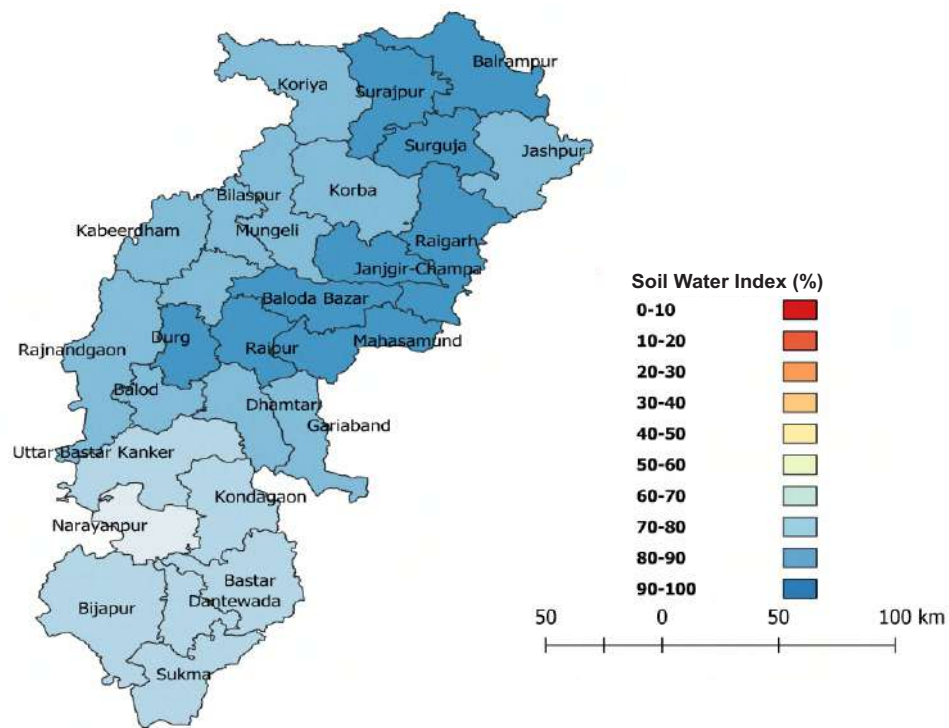 Balrampur
Koriya
Surajpur
Surguja
Jashpur
Bilaspur
Korba
Kabeerdham
Mungeli
Raigarh
Janjgir-Champa
Baloda Bazar
Durg
Raipur
Mahasamund
Rajnandgaon
Balod
Dhamtari
Gariaband
Uttar Bastar Kanker
Kondagaon
Narayanpur
Bastar
Bijapur
Dantewada
Sukma
Soil Water Index (%)
0-10
10-20
20-30
30-40
40-50
50-60
60-70
70-80
80-90
90-100
50 0 50 100 km